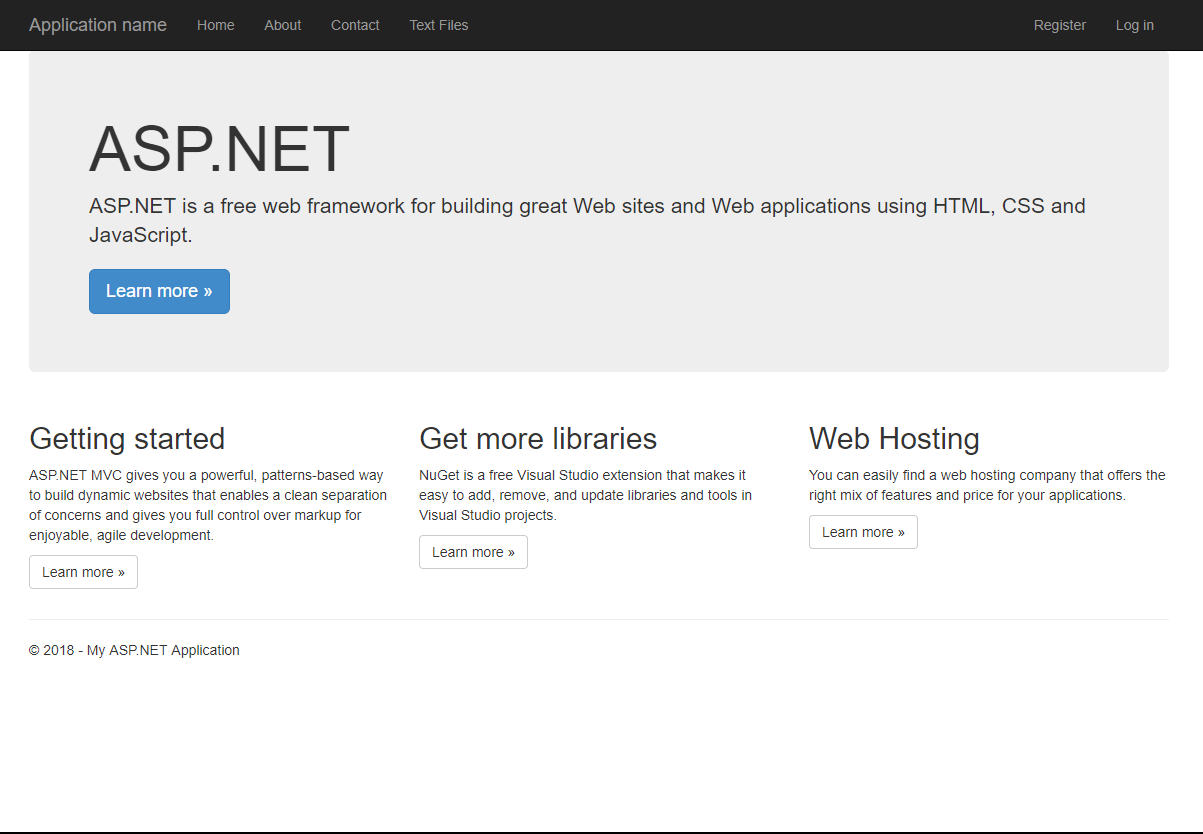 Application name Home About Contact Text Files Register Log in
ASP.NET
ASP.NET is a free web framework for building great Web sites and Web applications using HTML, CSS and
JavaScript.
Learn more »
Getting started
ASP.NET MVC gives you a powerful, patterns-based way
to build dynamic websites that enables a clean separation
of concerns and gives you full control over markup for
enjoyable, agile development.
Learn more »
Get more libraries
NuGet is a free Visual Studio extension that makes it
easy to add, remove, and update libraries and tools in
Visual Studio projects.
Learn more »
Web Hosting
You can easily find a web hosting company that offers the
right mix of features and price for your applications.
Learn more »
© 2018 - My ASP.NET Application